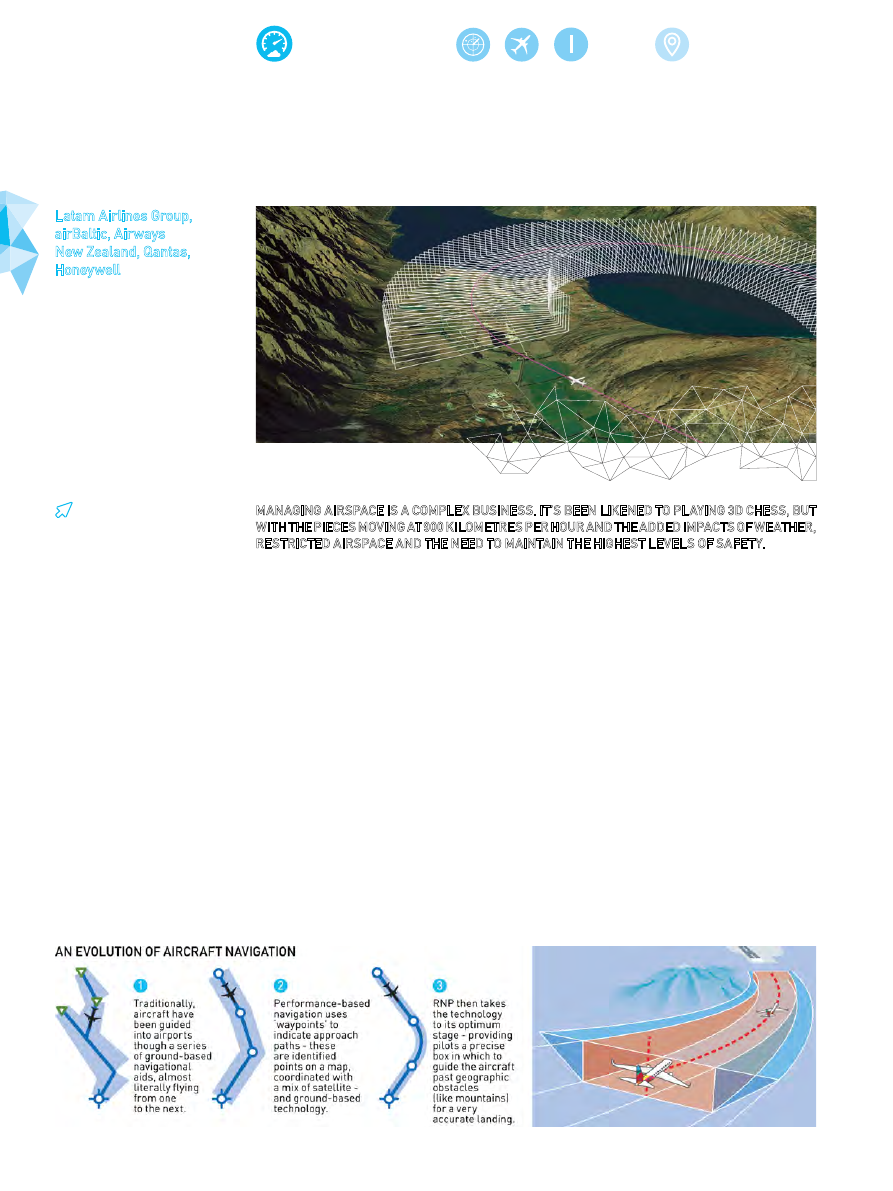 Latam Airlines Group,
airBaltic, Airways
New Zealand, Qantas,
Honeywell
MANAGING AIRSPACE IS A COMPLEX BUSINESS. IT'S BEEN LIKENED TO PLAYING 3D CHESS, BUT
WITH THE PIECES MOVING AT 900 KILOMETRES PER HOUR AND THE ADDED IMPACTS OF WEATHER,
RESTRICTED AIRSPACE AND THE NEED TO MAINTAIN THE HIGHEST LEVELS OF SAFETY.
AN EVOLUTION OF AIRCRAFT NAVIGATION
1
Traditionally,
aircraft have
been guided
into airports
though a series
of ground-based
navigational
aids, almost
literally flying
from one
to the next.
2
Performance-based
navigation uses
'waypoints' to
indicate approach
paths - these
are identified
points on a map,
coordinated with
a mix of satellite -
and ground-based
technology.
3
RNP then takes
the technology
to its optimum
stage - providing
pilots a precise
box in which to
guide the aircraft
past geographic
obstacles
(like mountains)
for a very
accurate landing.